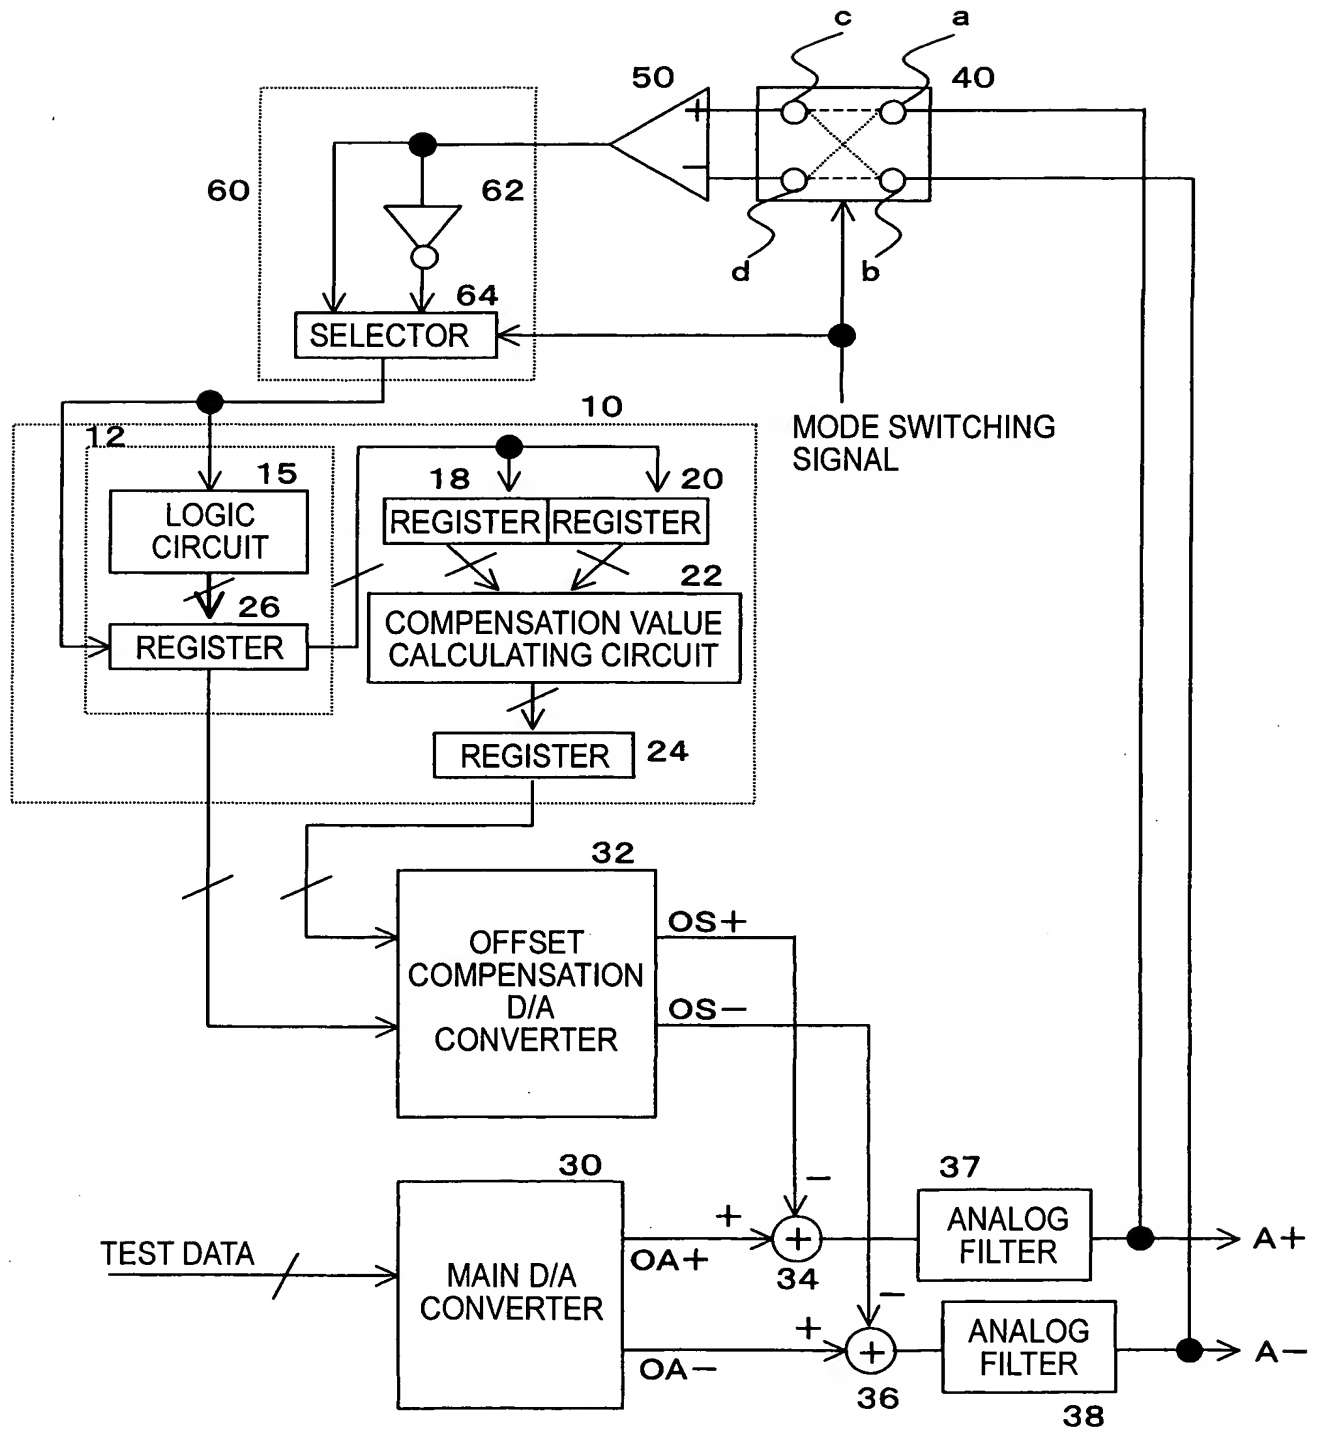 c a
50 40
+
−
60 62
d b
64
SELECTOR
MODE SWITCHING
SIGNAL
10
12
15
LOGIC
CIRCUIT
18 20
REGISTER REGISTER
26
REGISTER
22
COMPENSATION VALUE
CALCULATING CIRCUIT
REGISTER 24
32
OFFSET
COMPENSATION
D/A
CONVERTER
OS+
OS−
30
TEST DATA
MAIN D/A
CONVERTER
OA+
OA−
+
−
+
34
+
−
+
36
37
ANALOG
FILTER
A+
ANALOG
FILTER
38
A−